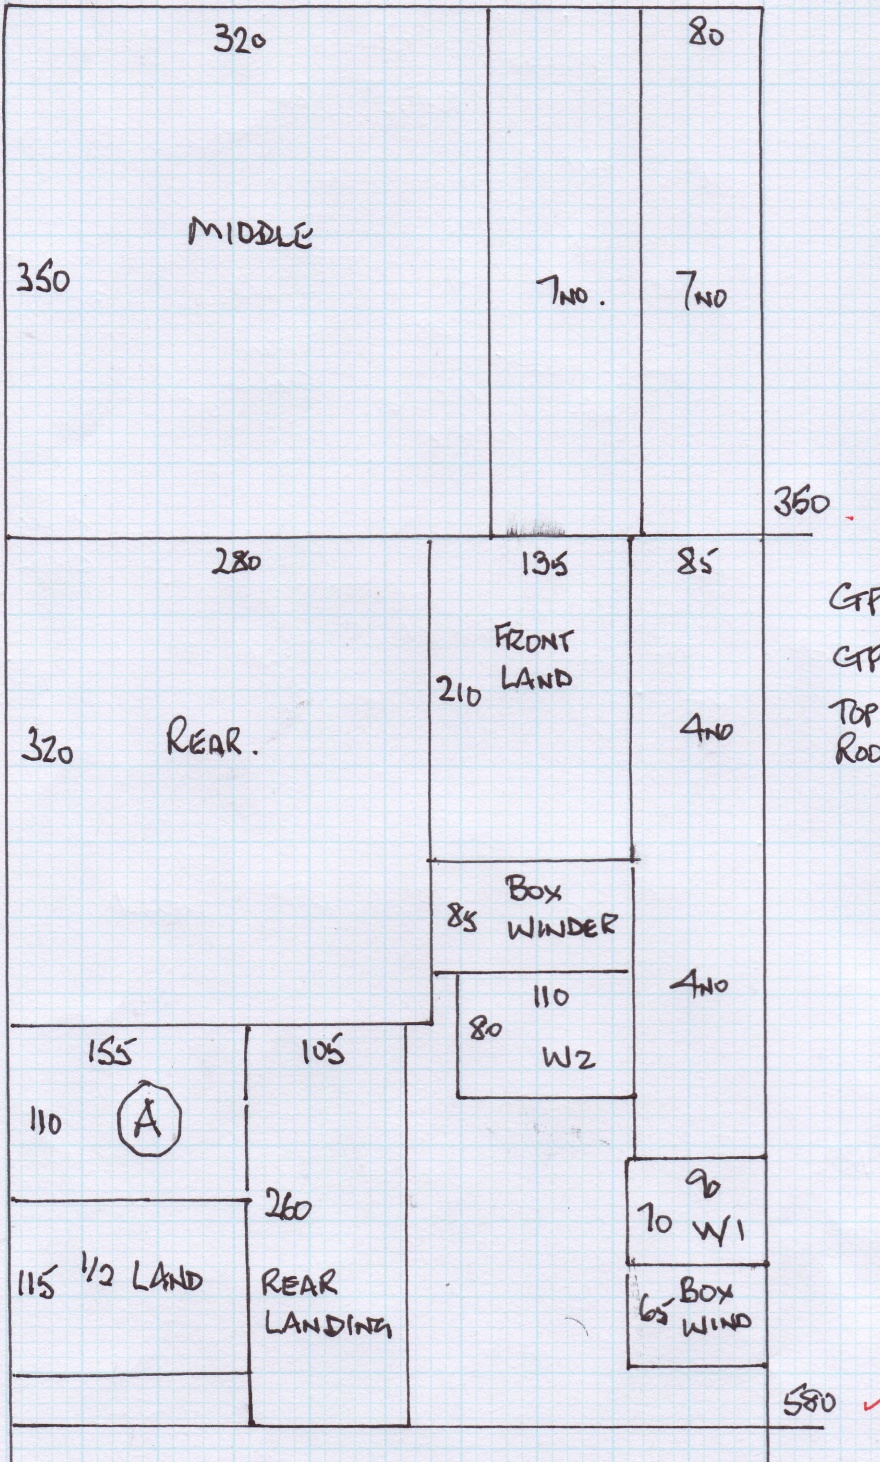 320
80
MIDDLE
350
7NO.
7NO
350
280
135
85
FRONT
LAND
210
320
REAR.
4NO
BOX
85 WINDER
4NO
110
80
W2
155
105
110
A
260
90
70 W1
115 1/2 LAND
REAR
LANDING
BOX
65 WIND
580
TOP